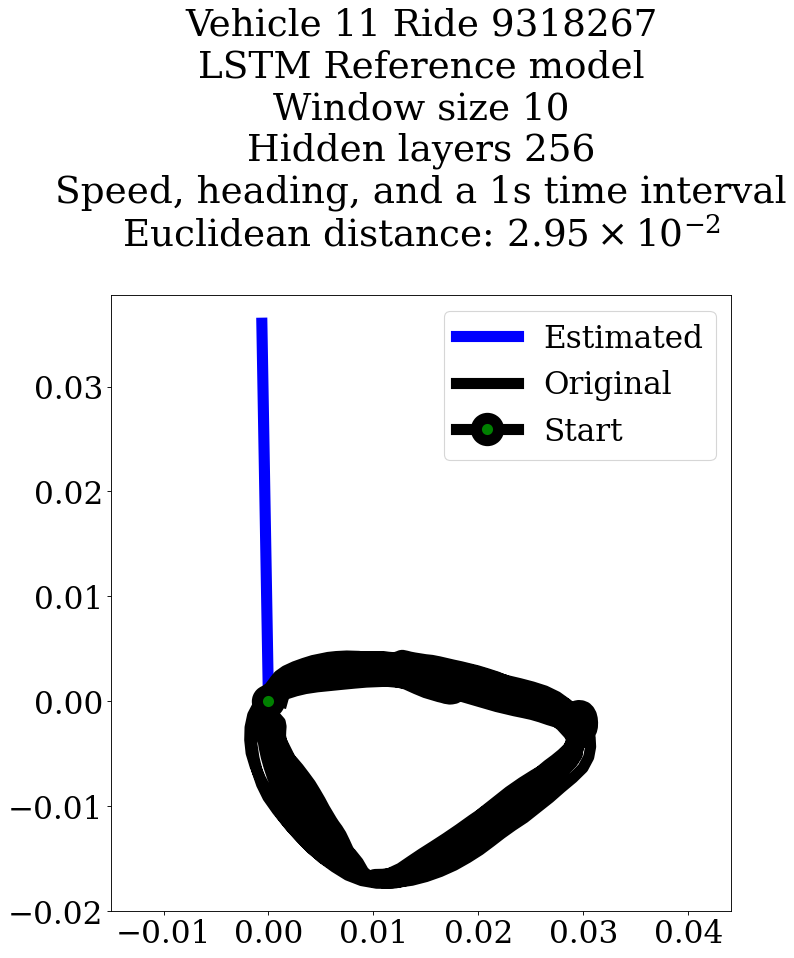 Vehicle 11 Ride 9318267
LSTM Reference model
Window size 10
Hidden layers 256
Speed, heading, and a 1s time interval
Euclidean distance: 2.95 × 10⁻²
Estimated
Original
Start
0.03
0.02
0.01
0.00
−0.01
−0.02
−0.01 0.00 0.01 0.02 0.03 0.04